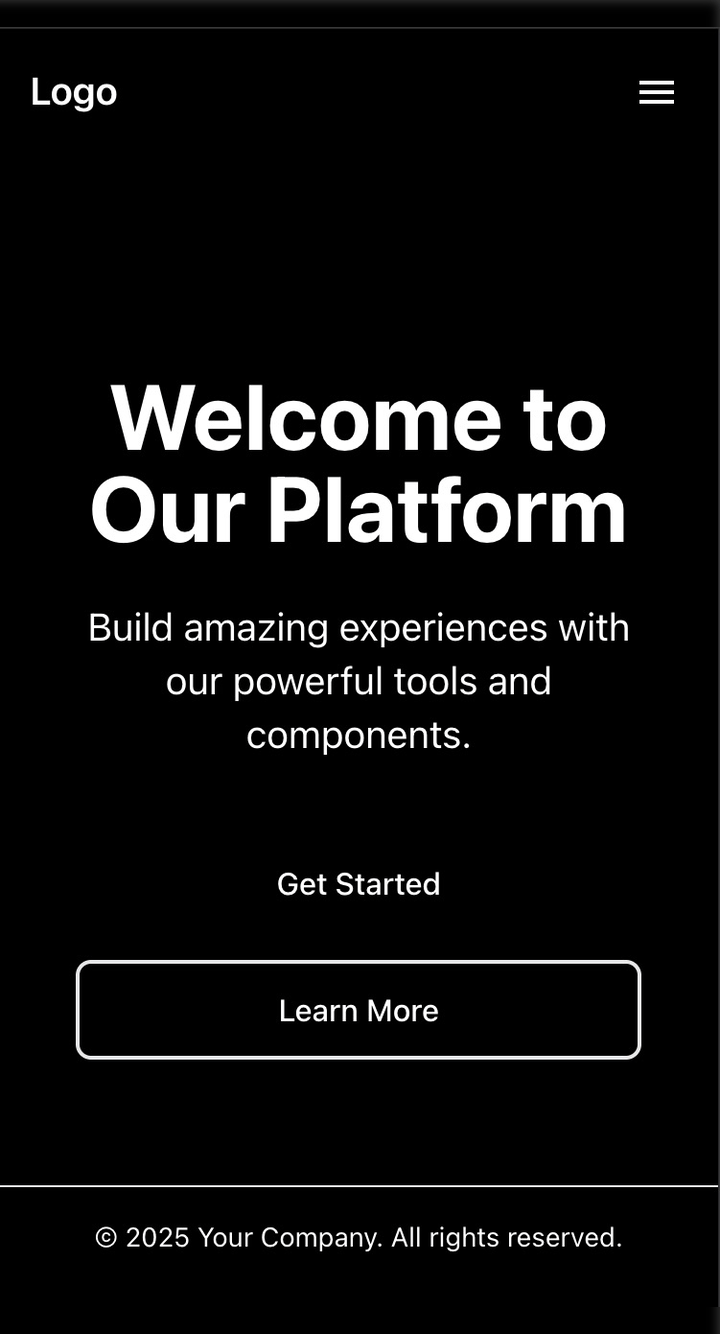 Logo
Welcome to
Our Platform
Build amazing experiences with
our powerful tools and
components.
Get Started
Learn More
© 2025 Your Company. All rights reserved.